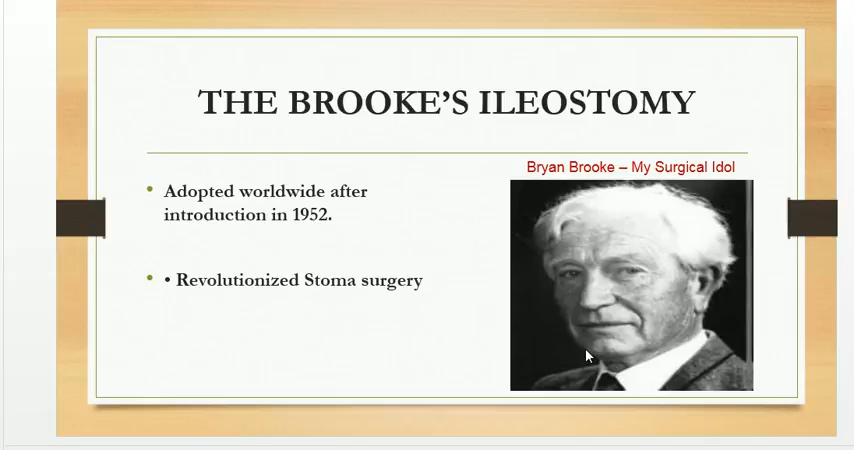 THE BROOKE’S ILEOSTOMY
Bryan Brooke – My Surgical Idol
• Adopted worldwide after
introduction in 1952.
• • Revolutionized Stoma surgery